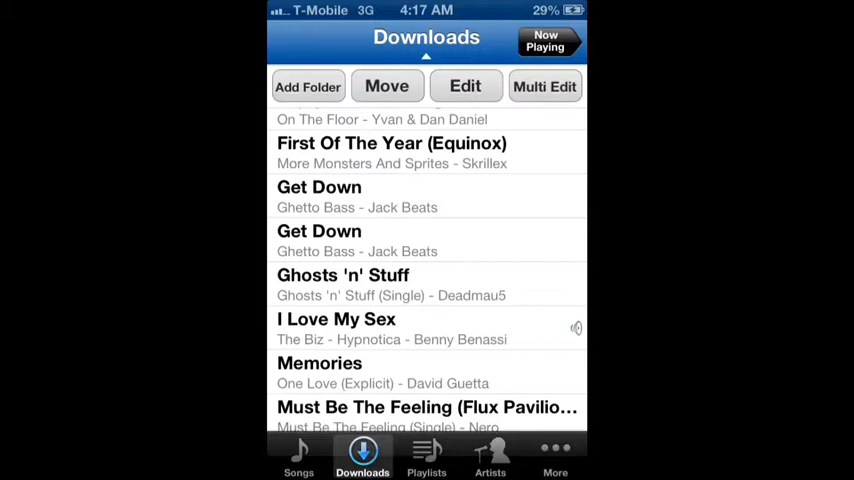 T-Mobile 3G 4:17 AM 29%
Downloads
Now
Playing
Add Folder Move Edit Multi Edit
On The Floor - Yvan & Dan Daniel
First Of The Year (Equinox)
More Monsters And Sprites - Skrillex
Get Down
Ghetto Bass - Jack Beats
Get Down
Ghetto Bass - Jack Beats
Ghosts 'n' Stuff
Ghosts 'n' Stuff (Single) - Deadmau5
I Love My Sex
The Biz - Hypnotica - Benny Benassi
Memories
One Love (Explicit) - David Guetta
Must Be The Feeling (Flux Pavilio...
Must Be The Feeling (Single) - Nero
Songs Downloads Playlists Artists More